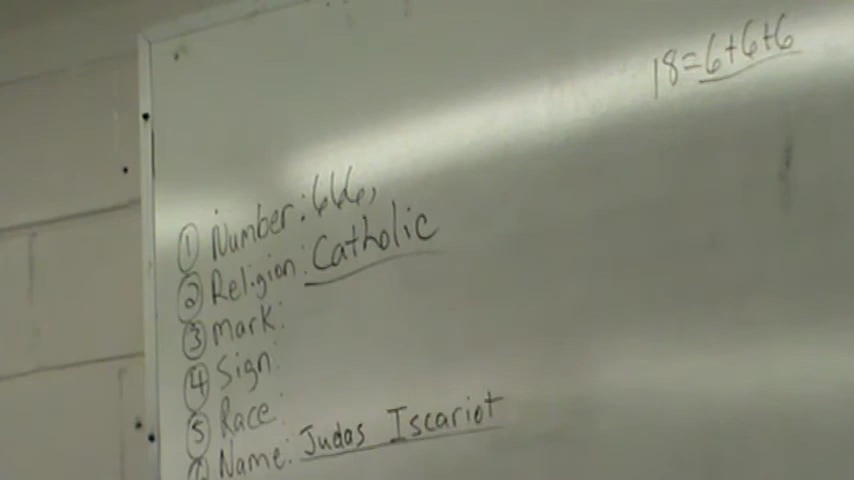 18=6+6+6
① Number: 666,
② Religion: Catholic
③ mark:
④ Sign:
⑤ Race:
Name: Judas Iscariot